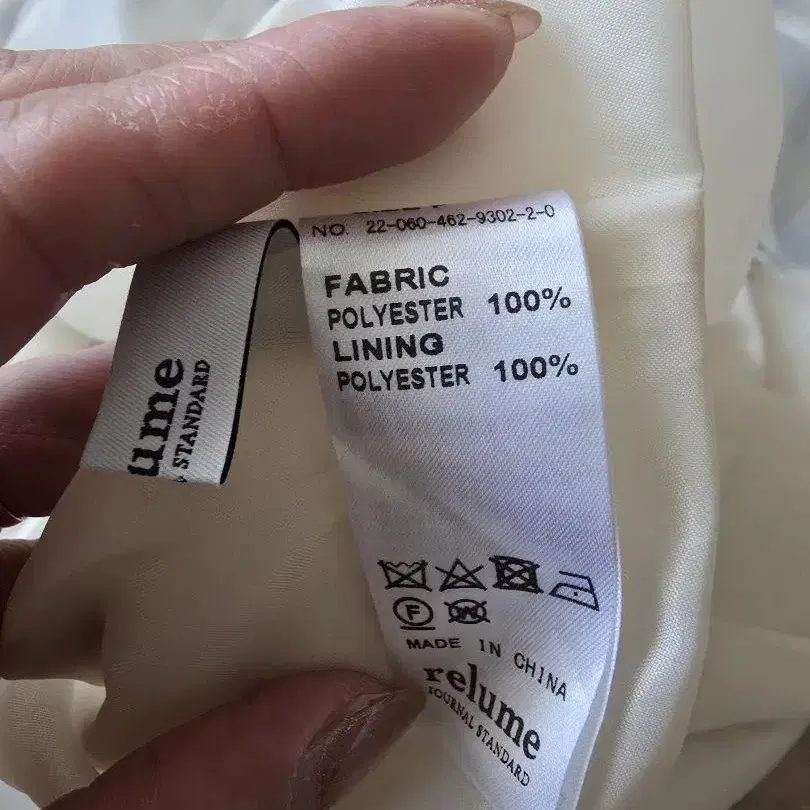 NO. 22-060-462-9302-2-0
FABRIC
POLYESTER 100%
LINING
POLYESTER 100%
F
W
MADE IN CHINA
relume
JOURNAL STANDARD
ume
STANDARD